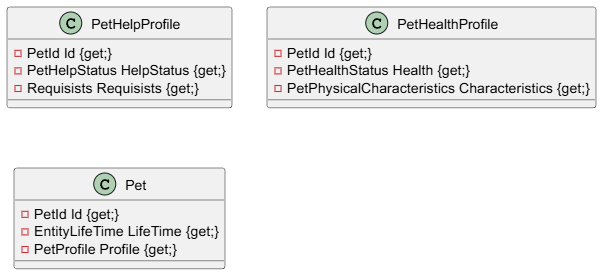 C PetHelpProfile
PetId Id {get;}
PetHelpStatus HelpStatus {get;}
Requisists Requisists {get;}
C PetHealthProfile
PetId Id {get;}
PetHealthStatus Health {get;}
PetPhysicalCharacteristics Characteristics {get;}
C Pet
PetId Id {get;}
EntityLifeTime LifeTime {get;}
PetProfile Profile {get;}